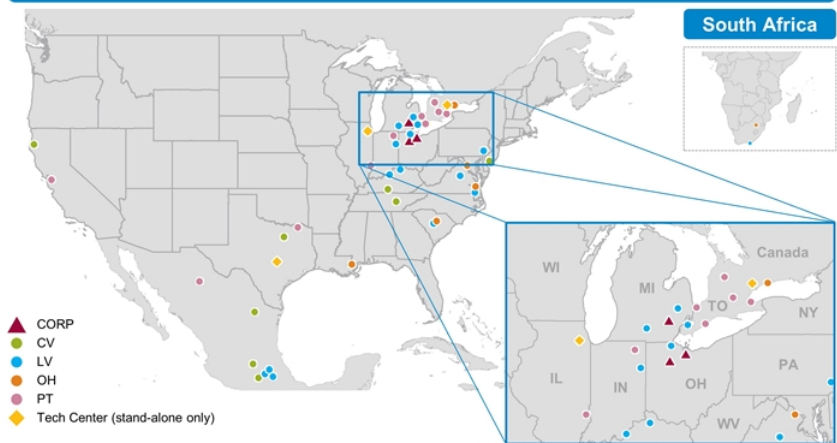 South Africa
CORP
CV
LV
OH
PT
Tech Center (stand-alone only)
WI
MI
Canada
TO
NY
IL
IN
OH
PA
WV